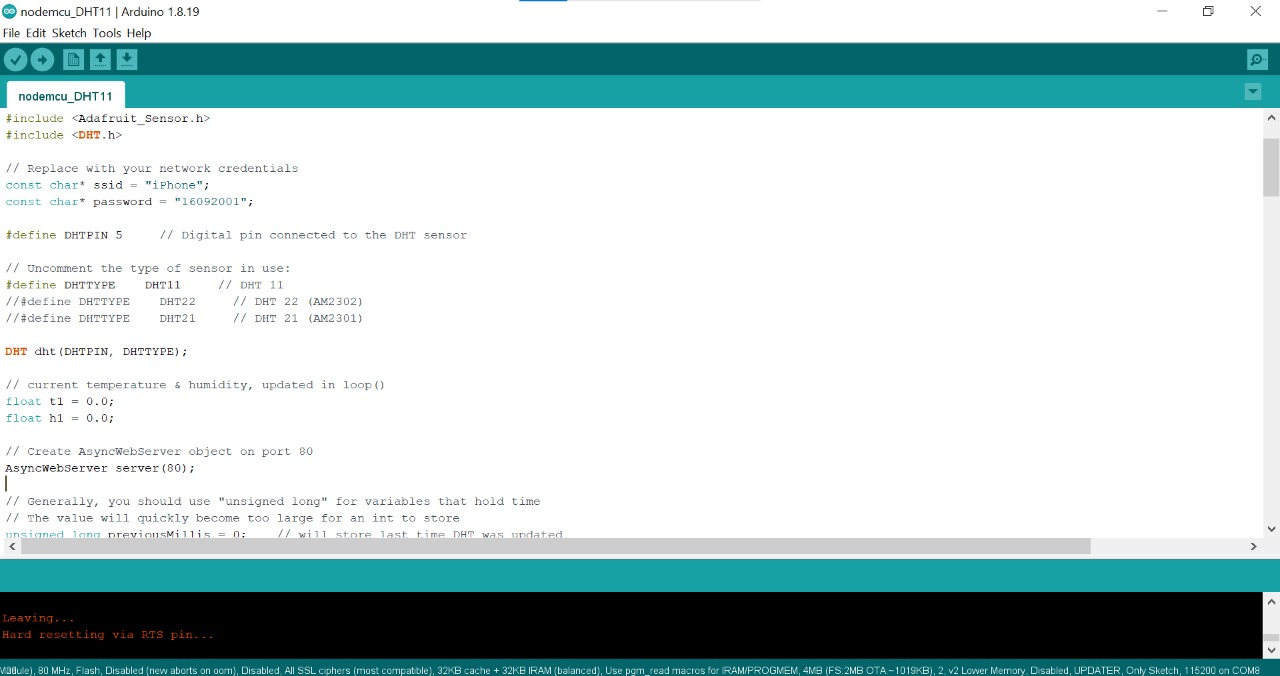 nodemcu_DHT11 | Arduino 1.8.19
File Edit Sketch Tools Help
nodemcu_DHT11
#include <Adafruit_Sensor.h>
#include <DHT.h>
// Replace with your network credentials
const char* ssid = "iPhone";
const char* password = "16092001";
#define DHTPIN 5     // Digital pin connected to the DHT sensor
// Uncomment the type of sensor in use:
#define DHTTYPE    DHT11     // DHT 11
//#define DHTTYPE    DHT22     // DHT 22 (AM2302)
//#define DHTTYPE    DHT21     // DHT 21 (AM2301)
DHT dht(DHTPIN, DHTTYPE);
// current temperature & humidity, updated in loop()
float t1 = 0.0;
float h1 = 0.0;
// Create AsyncWebServer object on port 80
AsyncWebServer server(80);
// Generally, you should use "unsigned long" for variables that hold time
// The value will quickly become too large for an int to store
unsigned long previousMillis = 0;    // will store last time DHT was updated
Leaving...
Hard resetting via RTS pin...
80 MHz, Flash, Disabled (new aborts on oom), Disabled, All SSL ciphers (most compatible), 32KB cache + 32KB IRAM (balanced), Use pgm_read macros for IRAM/PROGMEM, 4MB (FS:2MB OTA:~1019KB), 2, v2 Lower Memory, Disabled, UPDATER, Only Sketch, 115200 on COM8